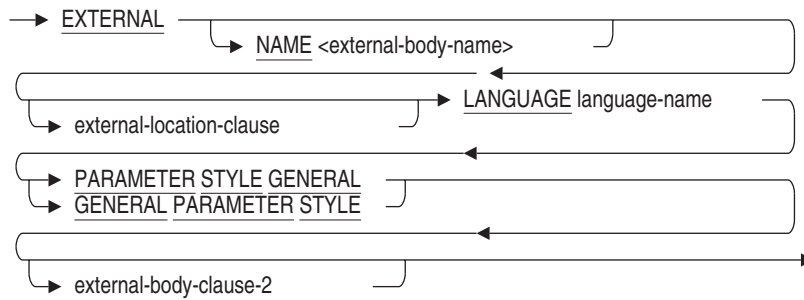 EXTERNAL
NAME <external-body-name>
external-location-clause
LANGUAGE language-name
PARAMETER STYLE GENERAL
GENERAL PARAMETER STYLE
external-body-clause-2